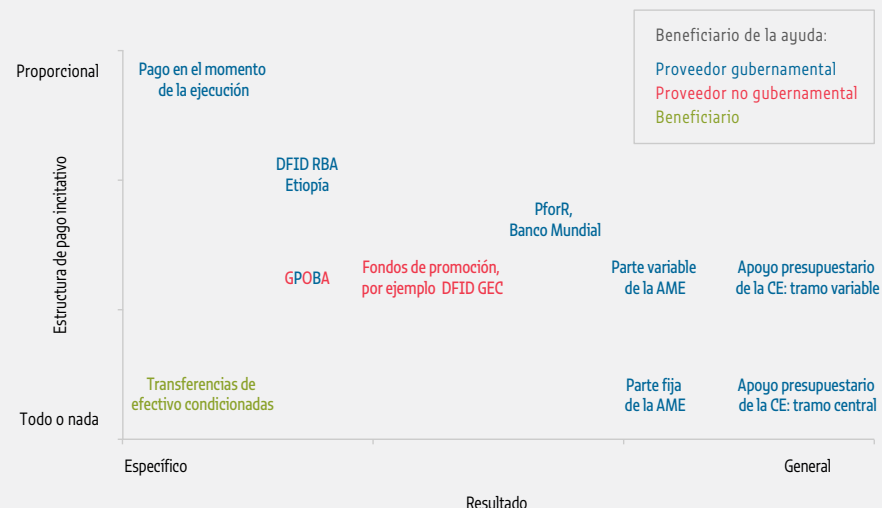 Beneficiario de la ayuda:
Proveedor gubernamental
Proveedor no gubernamental
Beneficiario
Proporcional
Pago en el momento
de la ejecución
DFID RBA
Etiopía
PforR,
Banco Mundial
Estructura de pago incitativo
GPOBA
Fondos de promoción,
por ejemplo DFID GEC
Parte variable
de la AME
Apoyo presupuestario
de la CE: tramo variable
Transferencias de
efectivo condicionadas
Parte fija
de la AME
Apoyo presupuestario
de la CE: tramo central
Todo o nada
Específico
General
Resultado